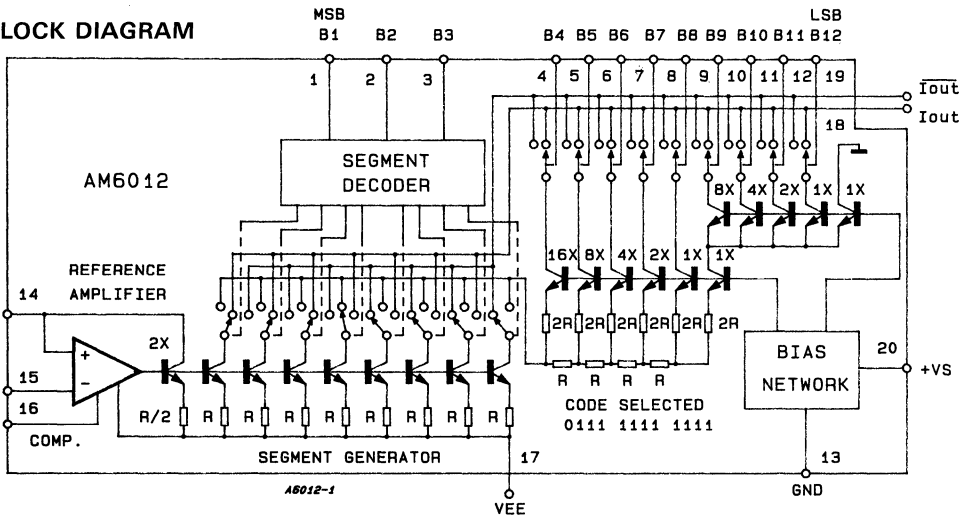 LOCK DIAGRAM
MSB
LSB
B1 B2 B3 B4 B5 B6 B7 B8 B9 B10 B11 B12
1 2 3 4 5 6 7 8 9 10 11 12 19
Iout
Iout
18
SEGMENT
DECODER
AM6012
8X 4X 2X 1X 1X
16X 8X 4X 2X 1X 1X
REFERENCE
AMPLIFIER
14
2R 2R 2R 2R 2R 2R
2X
+
-
15
16
COMP.
R R R R
BIAS
NETWORK
20
+VS
CODE SELECTED
0111 1111 1111
R/2 R R R R R R R R
SEGMENT GENERATOR
17
13
A6012-1
VEE
GND